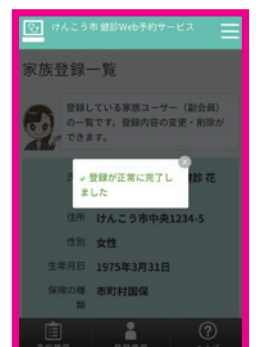 けんこう市 健診Web予約サービス
家族登録一覧
登録している家族ユーザー（副会員）
の一覧です。登録内容の変更・削除が
できます。
✓ 登録が正常に完了し
ました
健診 花
住所 けんこう市中央1234-5
性別 女性
生年月日 1975年3月31日
保険の種
類 市町村国保